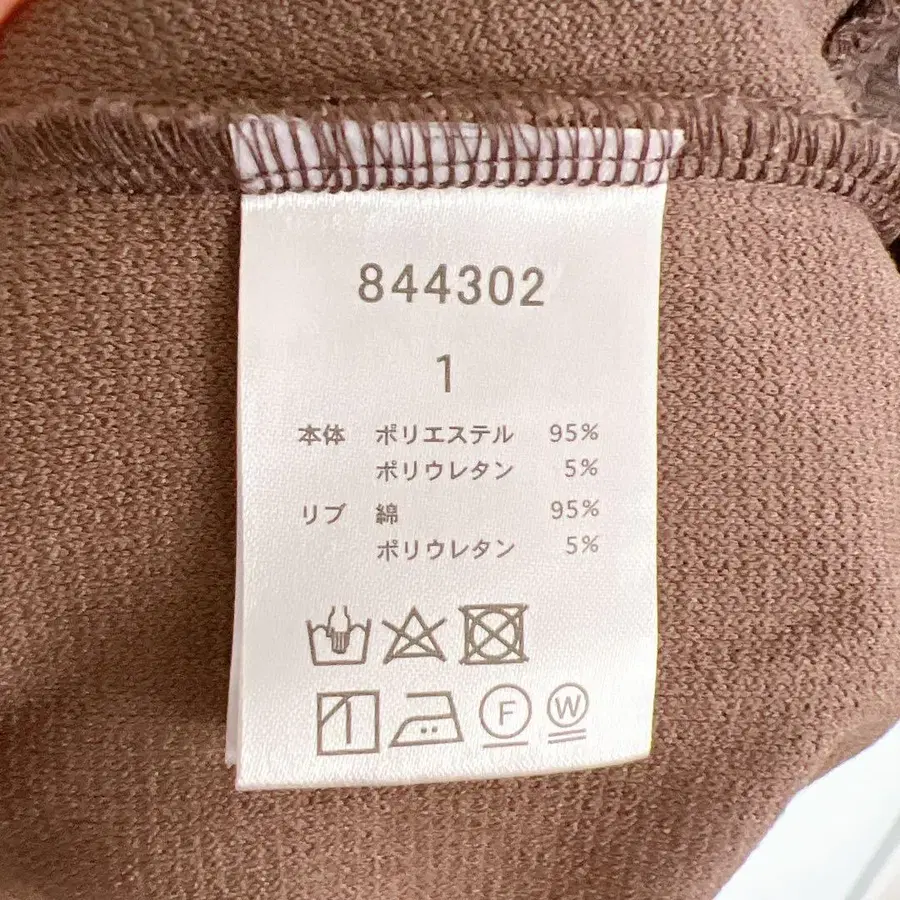 844302
1
本体 ポリエステル 95%
ポリウレタン 5%
リブ 綿 95%
ポリウレタン 5%
F W